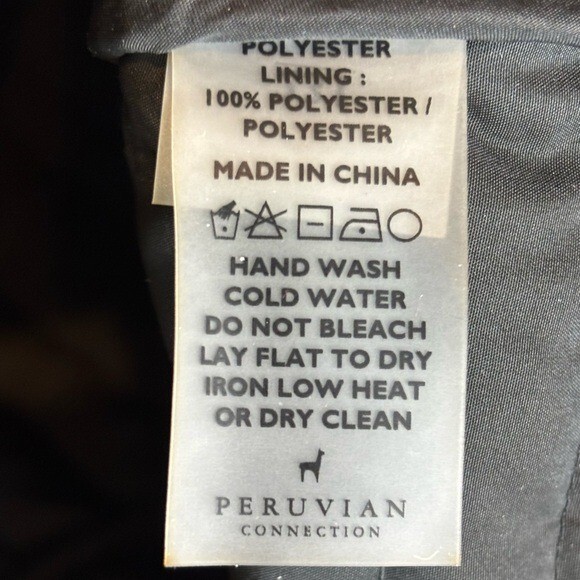 POLYESTER
LINING :
100% POLYESTER /
POLYESTER
MADE IN CHINA
HAND WASH
COLD WATER
DO NOT BLEACH
LAY FLAT TO DRY
IRON LOW HEAT
OR DRY CLEAN
PERUVIAN
CONNECTION